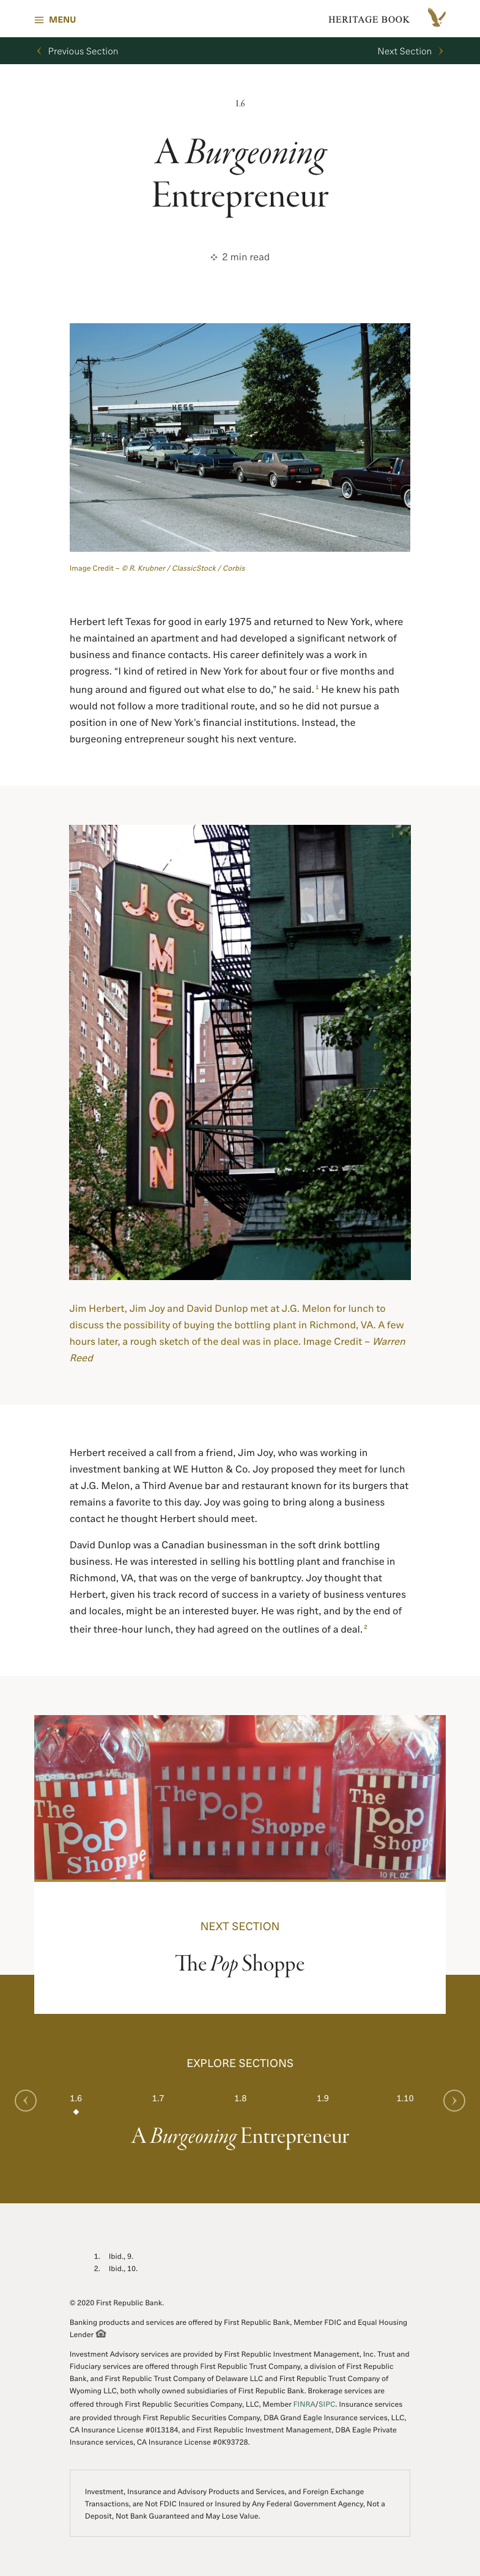 MENU
HERITAGE BOOK
Previous Section
Next Section
1.6
A Burgeoning
Entrepreneur
2 min read
HESS
Image Credit – © R. Krubner / ClassicStock / Corbis
Herbert left Texas for good in early 1975 and returned to New York, where
he maintained an apartment and had developed a significant network of
business and finance contacts. His career definitely was a work in
progress. “I kind of retired in New York for about four or five months and
hung around and figured out what else to do,” he said. 1 He knew his path
would not follow a more traditional route, and so he did not pursue a
position in one of New York’s financial institutions. Instead, the
burgeoning entrepreneur sought his next venture.
J.G.
MELON
Jim Herbert, Jim Joy and David Dunlop met at J.G. Melon for lunch to
discuss the possibility of buying the bottling plant in Richmond, VA. A few
hours later, a rough sketch of the deal was in place. Image Credit – Warren
Reed
Herbert received a call from a friend, Jim Joy, who was working in
investment banking at WE Hutton & Co. Joy proposed they meet for lunch
at J.G. Melon, a Third Avenue bar and restaurant known for its burgers that
remains a favorite to this day. Joy was going to bring along a business
contact he thought Herbert should meet.
David Dunlop was a Canadian businessman in the soft drink bottling
business. He was interested in selling his bottling plant and franchise in
Richmond, VA, that was on the verge of bankruptcy. Joy thought that
Herbert, given his track record of success in a variety of business ventures
and locales, might be an interested buyer. He was right, and by the end of
their three-hour lunch, they had agreed on the outlines of a deal. 2
The pop Shoppe
The pop Shoppe
The pop Shoppe
10 FL.OZ
NEXT SECTION
The Pop Shoppe
EXPLORE SECTIONS
1.6 1.7 1.8 1.9 1.10
A Burgeoning Entrepreneur
1. Ibid., 9.
2. Ibid., 10.
© 2020 First Republic Bank.
Banking products and services are offered by First Republic Bank, Member FDIC and Equal Housing
Lender
Investment Advisory services are provided by First Republic Investment Management, Inc. Trust and
Fiduciary services are offered through First Republic Trust Company, a division of First Republic
Bank, and First Republic Trust Company of Delaware LLC and First Republic Trust Company of
Wyoming LLC, both wholly owned subsidiaries of First Republic Bank. Brokerage services are
offered through First Republic Securities Company, LLC, Member FINRA/SIPC. Insurance services
are provided through First Republic Securities Company, DBA Grand Eagle Insurance services, LLC,
CA Insurance License #0I13184, and First Republic Investment Management, DBA Eagle Private
Insurance services, CA Insurance License #0K93728.
Investment, Insurance and Advisory Products and Services, and Foreign Exchange
Transactions, are Not FDIC Insured or Insured by Any Federal Government Agency, Not a
Deposit, Not Bank Guaranteed and May Lose Value.